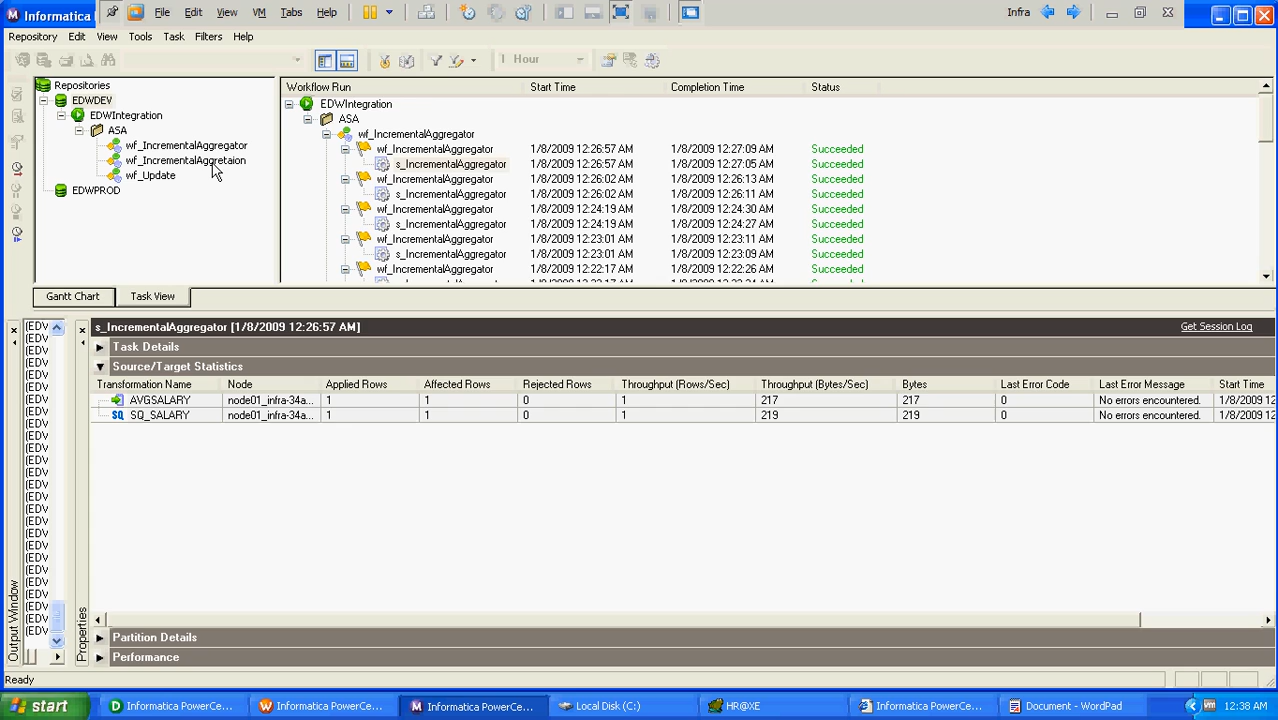 Informatica
File Edit View VM Tabs Help
Infra
Repository Edit View Tools Task Filters Help
1 Hour
Repositories
EDWDEV
EDWIntegration
ASA
wf_IncrementalAggregator
wf_IncrementalAggretaion
wf_Update
EDWPROD
Workflow Run Start Time Completion Time Status
EDWIntegration
ASA
wf_IncrementalAggregator
wf_IncrementalAggregator 1/8/2009 12:26:57 AM 1/8/2009 12:27:09 AM Succeeded
s_IncrementalAggregator 1/8/2009 12:26:57 AM 1/8/2009 12:27:05 AM Succeeded
wf_IncrementalAggregator 1/8/2009 12:26:02 AM 1/8/2009 12:26:13 AM Succeeded
s_IncrementalAggregator 1/8/2009 12:26:02 AM 1/8/2009 12:26:11 AM Succeeded
wf_IncrementalAggregator 1/8/2009 12:24:19 AM 1/8/2009 12:24:30 AM Succeeded
s_IncrementalAggregator 1/8/2009 12:24:19 AM 1/8/2009 12:24:27 AM Succeeded
wf_IncrementalAggregator 1/8/2009 12:23:01 AM 1/8/2009 12:23:11 AM Succeeded
s_IncrementalAggregator 1/8/2009 12:23:01 AM 1/8/2009 12:23:09 AM Succeeded
wf_IncrementalAggregator 1/8/2009 12:22:17 AM 1/8/2009 12:22:26 AM Succeeded
Gantt Chart Task View
s_IncrementalAggregator [1/8/2009 12:26:57 AM] Get Session Log
Task Details
Source/Target Statistics
Transformation Name Node Applied Rows Affected Rows Rejected Rows Throughput (Rows/Sec) Throughput (Bytes/Sec) Bytes Last Error Code Last Error Message Start Time
AVGSALARY node01_infra-34a... 1 1 0 1 217 217 0 No errors encountered. 1/8/2009 12
SQ_SALARY node01_infra-34a... 1 1 0 1 219 219 0 No errors encountered. 1/8/2009 12
Partition Details
Performance
Output Window
Properties
Ready
start Informatica PowerCe... Informatica PowerCe... Informatica PowerCe... Local Disk (C:) HR@XE Informatica PowerCe... Document - WordPad 12:38 AM